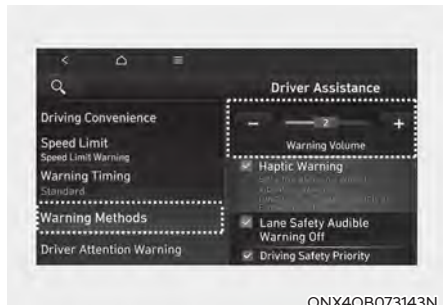 Driver Assistance
Driving Convenience
Speed Limit
Speed Limit Warning
Warning Timing
Standard
Warning Methods
Driver Attention Warning
2
Warning Volume
Haptic Warning
Lane Safety Audible
Warning Off
Driving Safety Priority
ONX4OB073143N